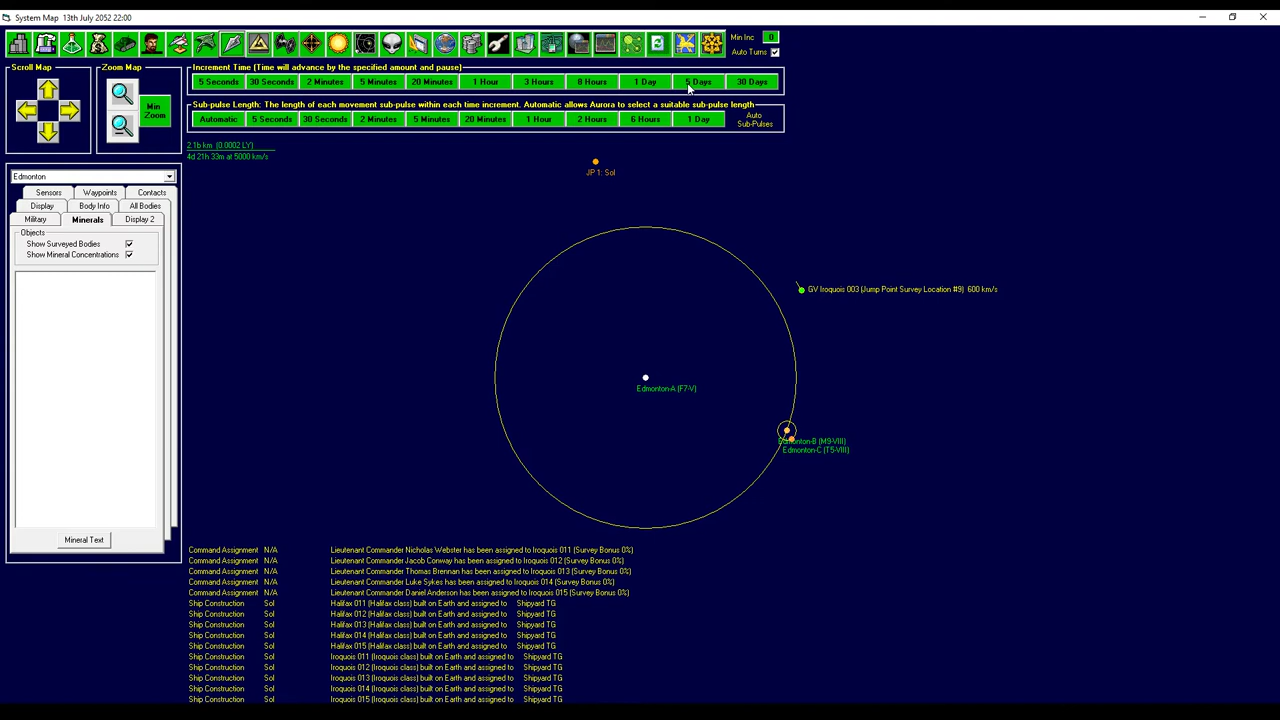 System Map  13th July 2052 22:00
Min Inc 0
Auto Turns
Scroll Map
Zoom Map
Min Zoom
Increment Time (Time will advance by the specified amount and pause)
5 Seconds 30 Seconds 2 Minutes 5 Minutes 20 Minutes 1 Hour 3 Hours 8 Hours 1 Day 5 Days 30 Days
Sub-pulse Length: The length of each movement sub-pulse within each time increment. Automatic allows Aurora to select a suitable sub-pulse length
Automatic 5 Seconds 30 Seconds 2 Minutes 5 Minutes 20 Minutes 1 Hour 2 Hours 6 Hours 1 Day Auto Sub-Pulses
2.1b km (0.0002 LY)
4d 21h 33m at 5000 km/s
JP 1: Sol
Edmonton
Sensors Waypoints Contacts
Display Body Info All Bodies
Military Minerals Display 2
Objects
Show Surveyed Bodies
Show Mineral Concentrations
Mineral Text
GV Iroquois 003 (Jump Point Survey Location #9) 600 km/s
Edmonton-A (F7-V)
Edmonton-B (M9-VIII)
Edmonton-C (T5-VIII)
Command Assignment N/A Lieutenant Commander Nicholas Webster has been assigned to Iroquois 011 (Survey Bonus 0%)
Command Assignment N/A Lieutenant Commander Jacob Conway has been assigned to Iroquois 012 (Survey Bonus 0%)
Command Assignment N/A Lieutenant Commander Thomas Brennan has been assigned to Iroquois 013 (Survey Bonus 0%)
Command Assignment N/A Lieutenant Commander Luke Sykes has been assigned to Iroquois 014 (Survey Bonus 0%)
Command Assignment N/A Lieutenant Commander Daniel Anderson has been assigned to Iroquois 015 (Survey Bonus 0%)
Ship Construction Sol Halifax 011 (Halifax class) built on Earth and assigned to Shipyard TG
Ship Construction Sol Halifax 012 (Halifax class) built on Earth and assigned to Shipyard TG
Ship Construction Sol Halifax 013 (Halifax class) built on Earth and assigned to Shipyard TG
Ship Construction Sol Halifax 014 (Halifax class) built on Earth and assigned to Shipyard TG
Ship Construction Sol Halifax 015 (Halifax class) built on Earth and assigned to Shipyard TG
Ship Construction Sol Iroquois 011 (Iroquois class) built on Earth and assigned to Shipyard TG
Ship Construction Sol Iroquois 012 (Iroquois class) built on Earth and assigned to Shipyard TG
Ship Construction Sol Iroquois 013 (Iroquois class) built on Earth and assigned to Shipyard TG
Ship Construction Sol Iroquois 014 (Iroquois class) built on Earth and assigned to Shipyard TG
Ship Construction Sol Iroquois 015 (Iroquois class) built on Earth and assigned to Shipyard TG